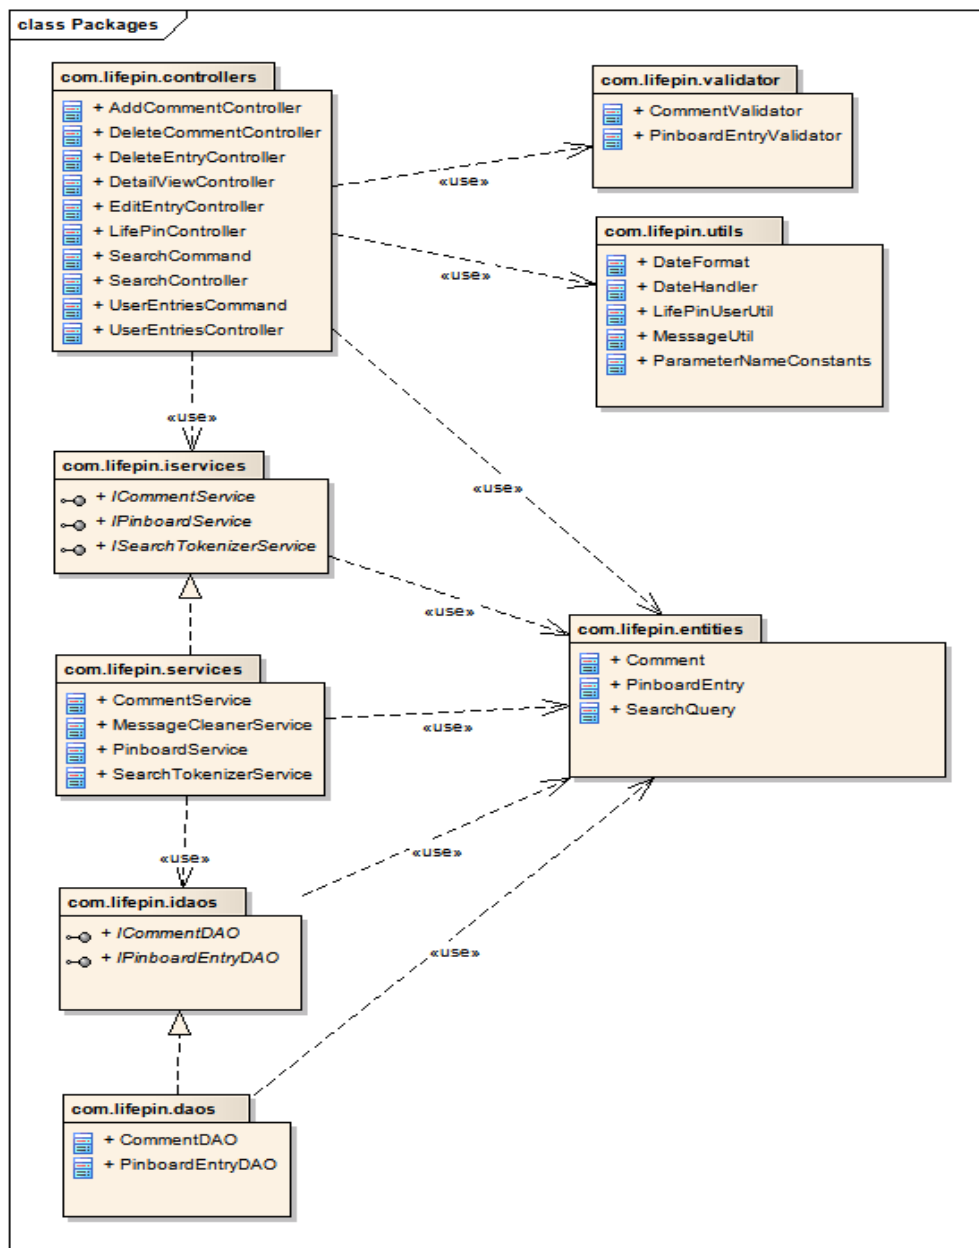 class Packages
com.lifepin.controllers
+ AddCommentController
+ DeleteCommentController
+ DeleteEntryController
+ DetailViewController
+ EditEntryController
+ LifePinController
+ SearchCommand
+ SearchController
+ UserEntriesCommand
+ UserEntriesController
com.lifepin.validator
+ CommentValidator
+ PinboardEntryValidator
«use»
com.lifepin.utils
+ DateFormat
+ DateHandler
+ LifePinUserUtil
+ MessageUtil
+ ParameterNameConstants
«use»
«use»
com.lifepin.iservices
+ ICommentService
+ IPinboardService
+ ISearchTokenizerService
«use»
«use»
com.lifepin.entities
+ Comment
+ PinboardEntry
+ SearchQuery
com.lifepin.services
+ CommentService
+ MessageCleanerService
+ PinboardService
+ SearchTokenizerService
«use»
«use»
«use»
com.lifepin.idaos
+ ICommentDAO
+ IPinboardEntryDAO
«use»
com.lifepin.daos
+ CommentDAO
+ PinboardEntryDAO